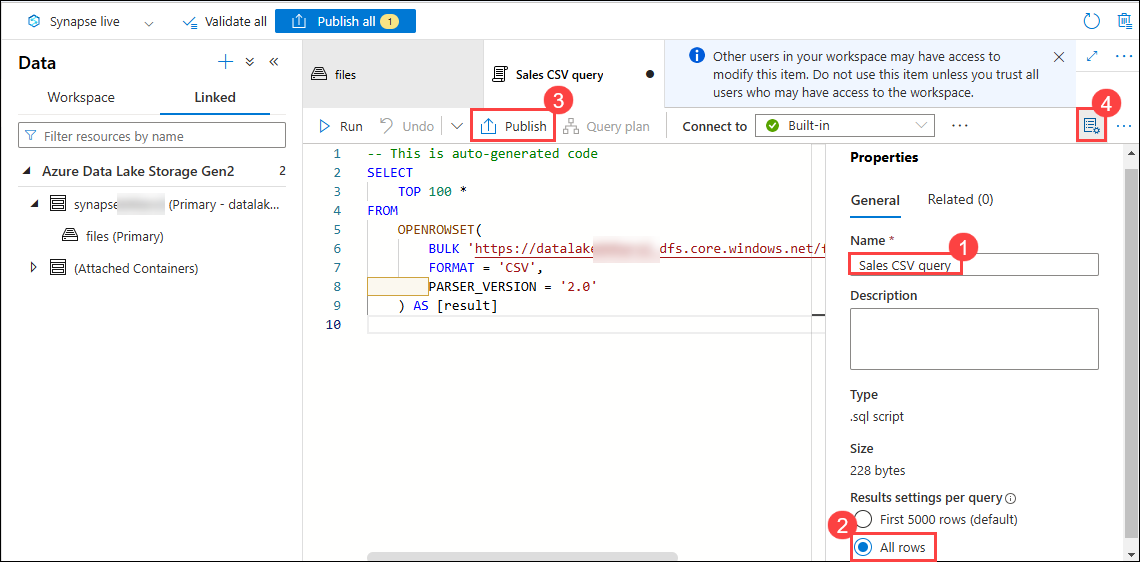 Synapse live
Validate all
Publish all 1
Data
Workspace
Linked
Filter resources by name
Azure Data Lake Storage Gen2 2
synapse (Primary - datalak...
files (Primary)
(Attached Containers)
files
Sales CSV query
Other users in your workspace may have access to
modify this item. Do not use this item unless you trust all
users who may have access to the workspace.
3
4
Run
Undo
Publish
Query plan
Connect to
Built-in
1 -- This is auto-generated code
2 SELECT
3 TOP 100 *
4 FROM
5 OPENROWSET(
6 BULK 'https://datalake dfs.core.windows.net/f
7 FORMAT = 'CSV',
8 PARSER_VERSION = '2.0'
9 ) AS [result]
10
Properties
General
Related (0)
Name *
1
Sales CSV query
Description
Type
.sql script
Size
228 bytes
Results settings per query
First 5000 rows (default)
2
All rows